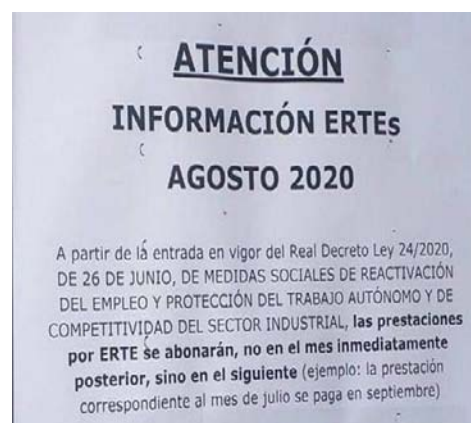 ATENCIÓN
INFORMACIÓN ERTEs
AGOSTO 2020
A partir de la entrada en vigor del Real Decreto Ley 24/2020,
DE 26 DE JUNIO, DE MEDIDAS SOCIALES DE REACTIVACIÓN
DEL EMPLEO Y PROTECCIÓN DEL TRABAJO AUTÓNOMO Y DE
COMPETITIVIDAD DEL SECTOR INDUSTRIAL, las prestaciones
por ERTE se abonarán, no en el mes inmediatamente
posterior, sino en el siguiente (ejemplo: la prestación
correspondiente al mes de julio se paga en septiembre)